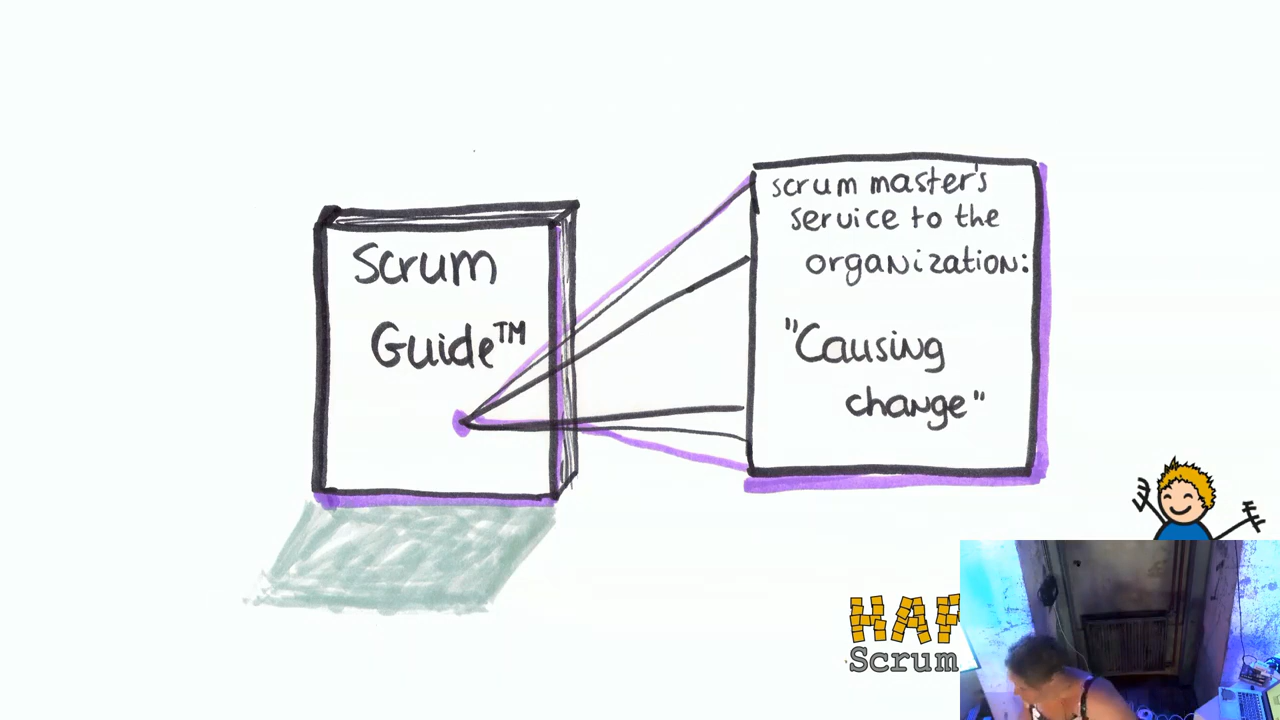 Scrum
Guide™
scrum master's
service to the
organization:
"Causing
change"
HAP
Scrum